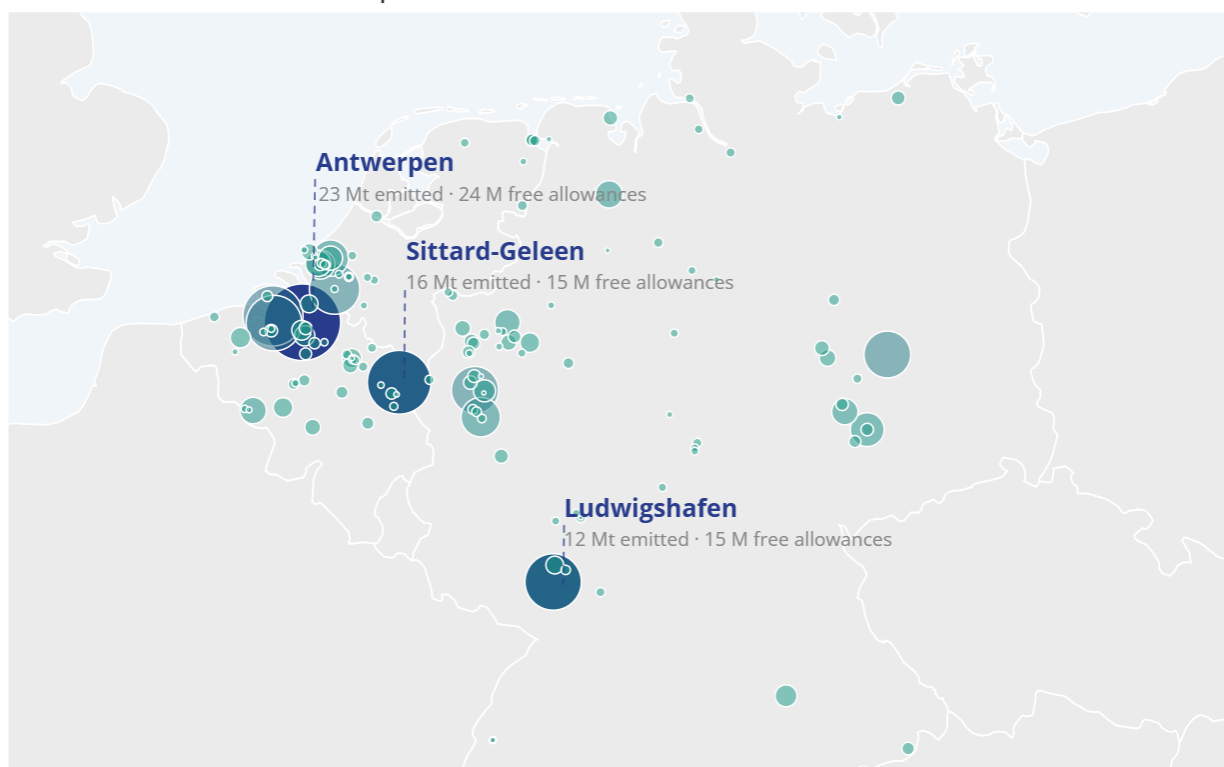 Antwerpen
23 Mt emitted · 24 M free allowances
Sittard-Geleen
16 Mt emitted · 15 M free allowances
Ludwigshafen
12 Mt emitted · 15 M free allowances